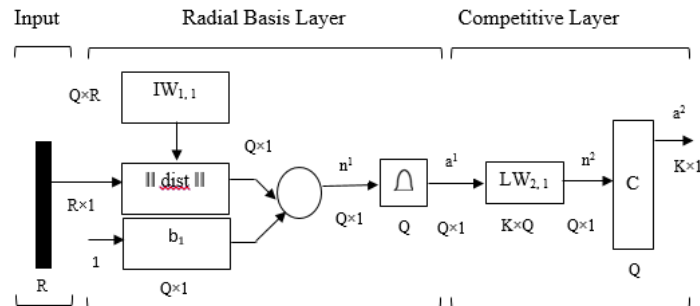 Input
Radial Basis Layer
Competitive Layer
Q×R
IW1, 1
Q×1
n¹
a¹
n²
a²
|| dist ||
LW2, 1
C
R×1
K×1
Q×1
Q
Q×1
K×Q
Q×1
1
b1
Q
R
Q×1